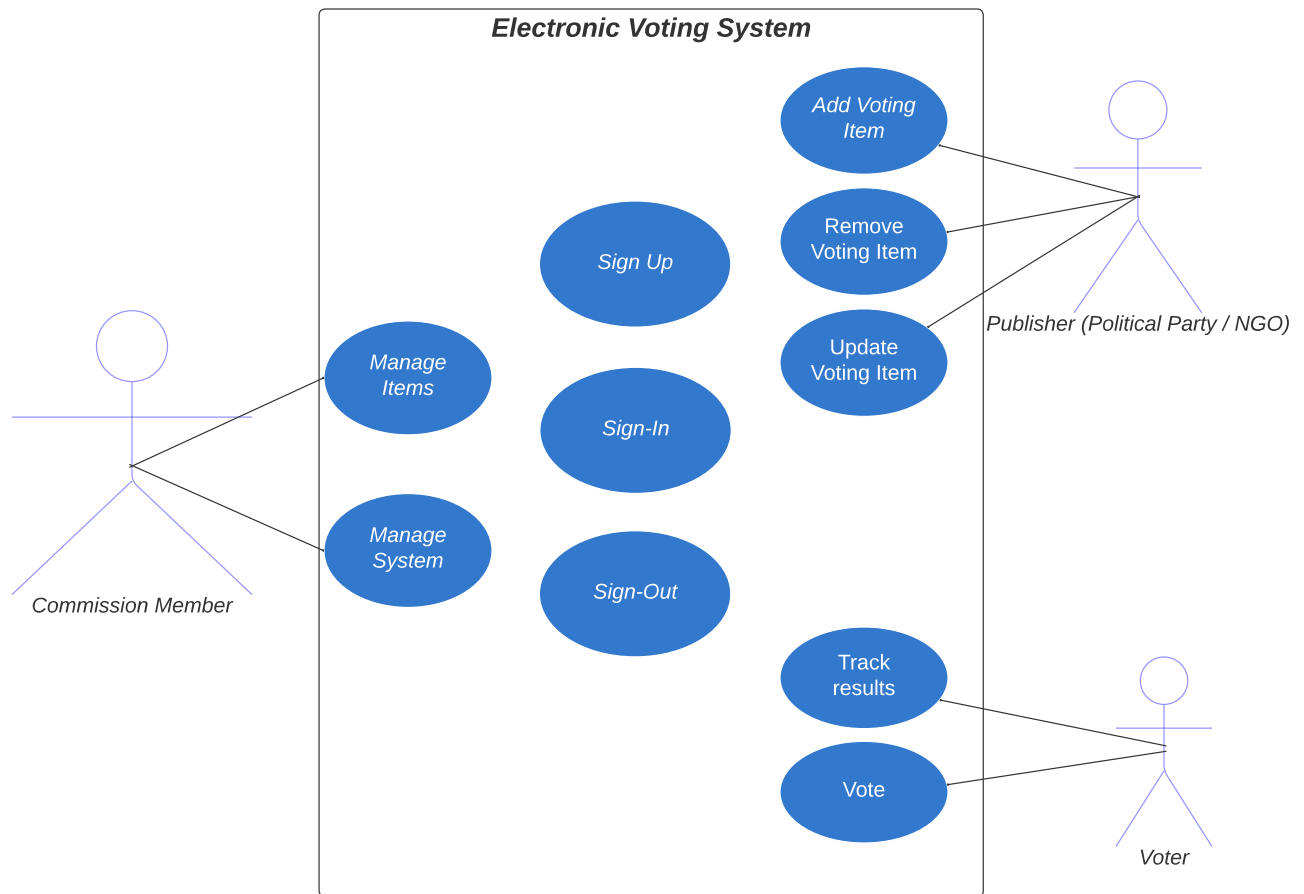 Electronic Voting System
Add Voting
Item
Remove
Voting Item
Update
Voting Item
Publisher (Political Party / NGO)
Sign Up
Manage
Items
Sign-In
Manage
System
Sign-Out
Commission Member
Track
results
Vote
Voter